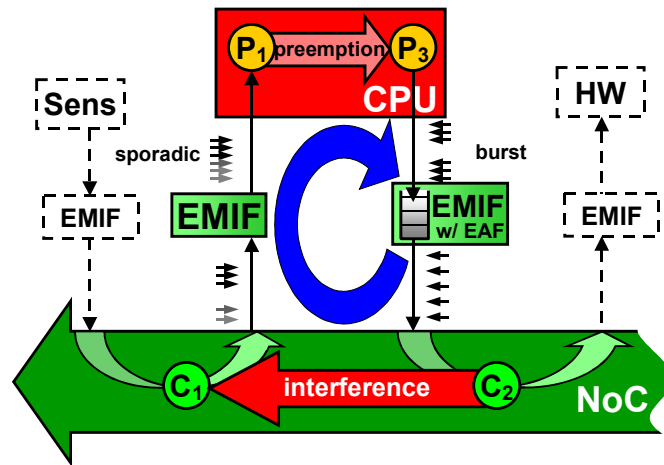 P1 preemption P3
CPU
Sens
HW
sporadic
burst
EMIF
EMIF
EMIF
w/ EAF
EMIF
C1 interference C2
NoC